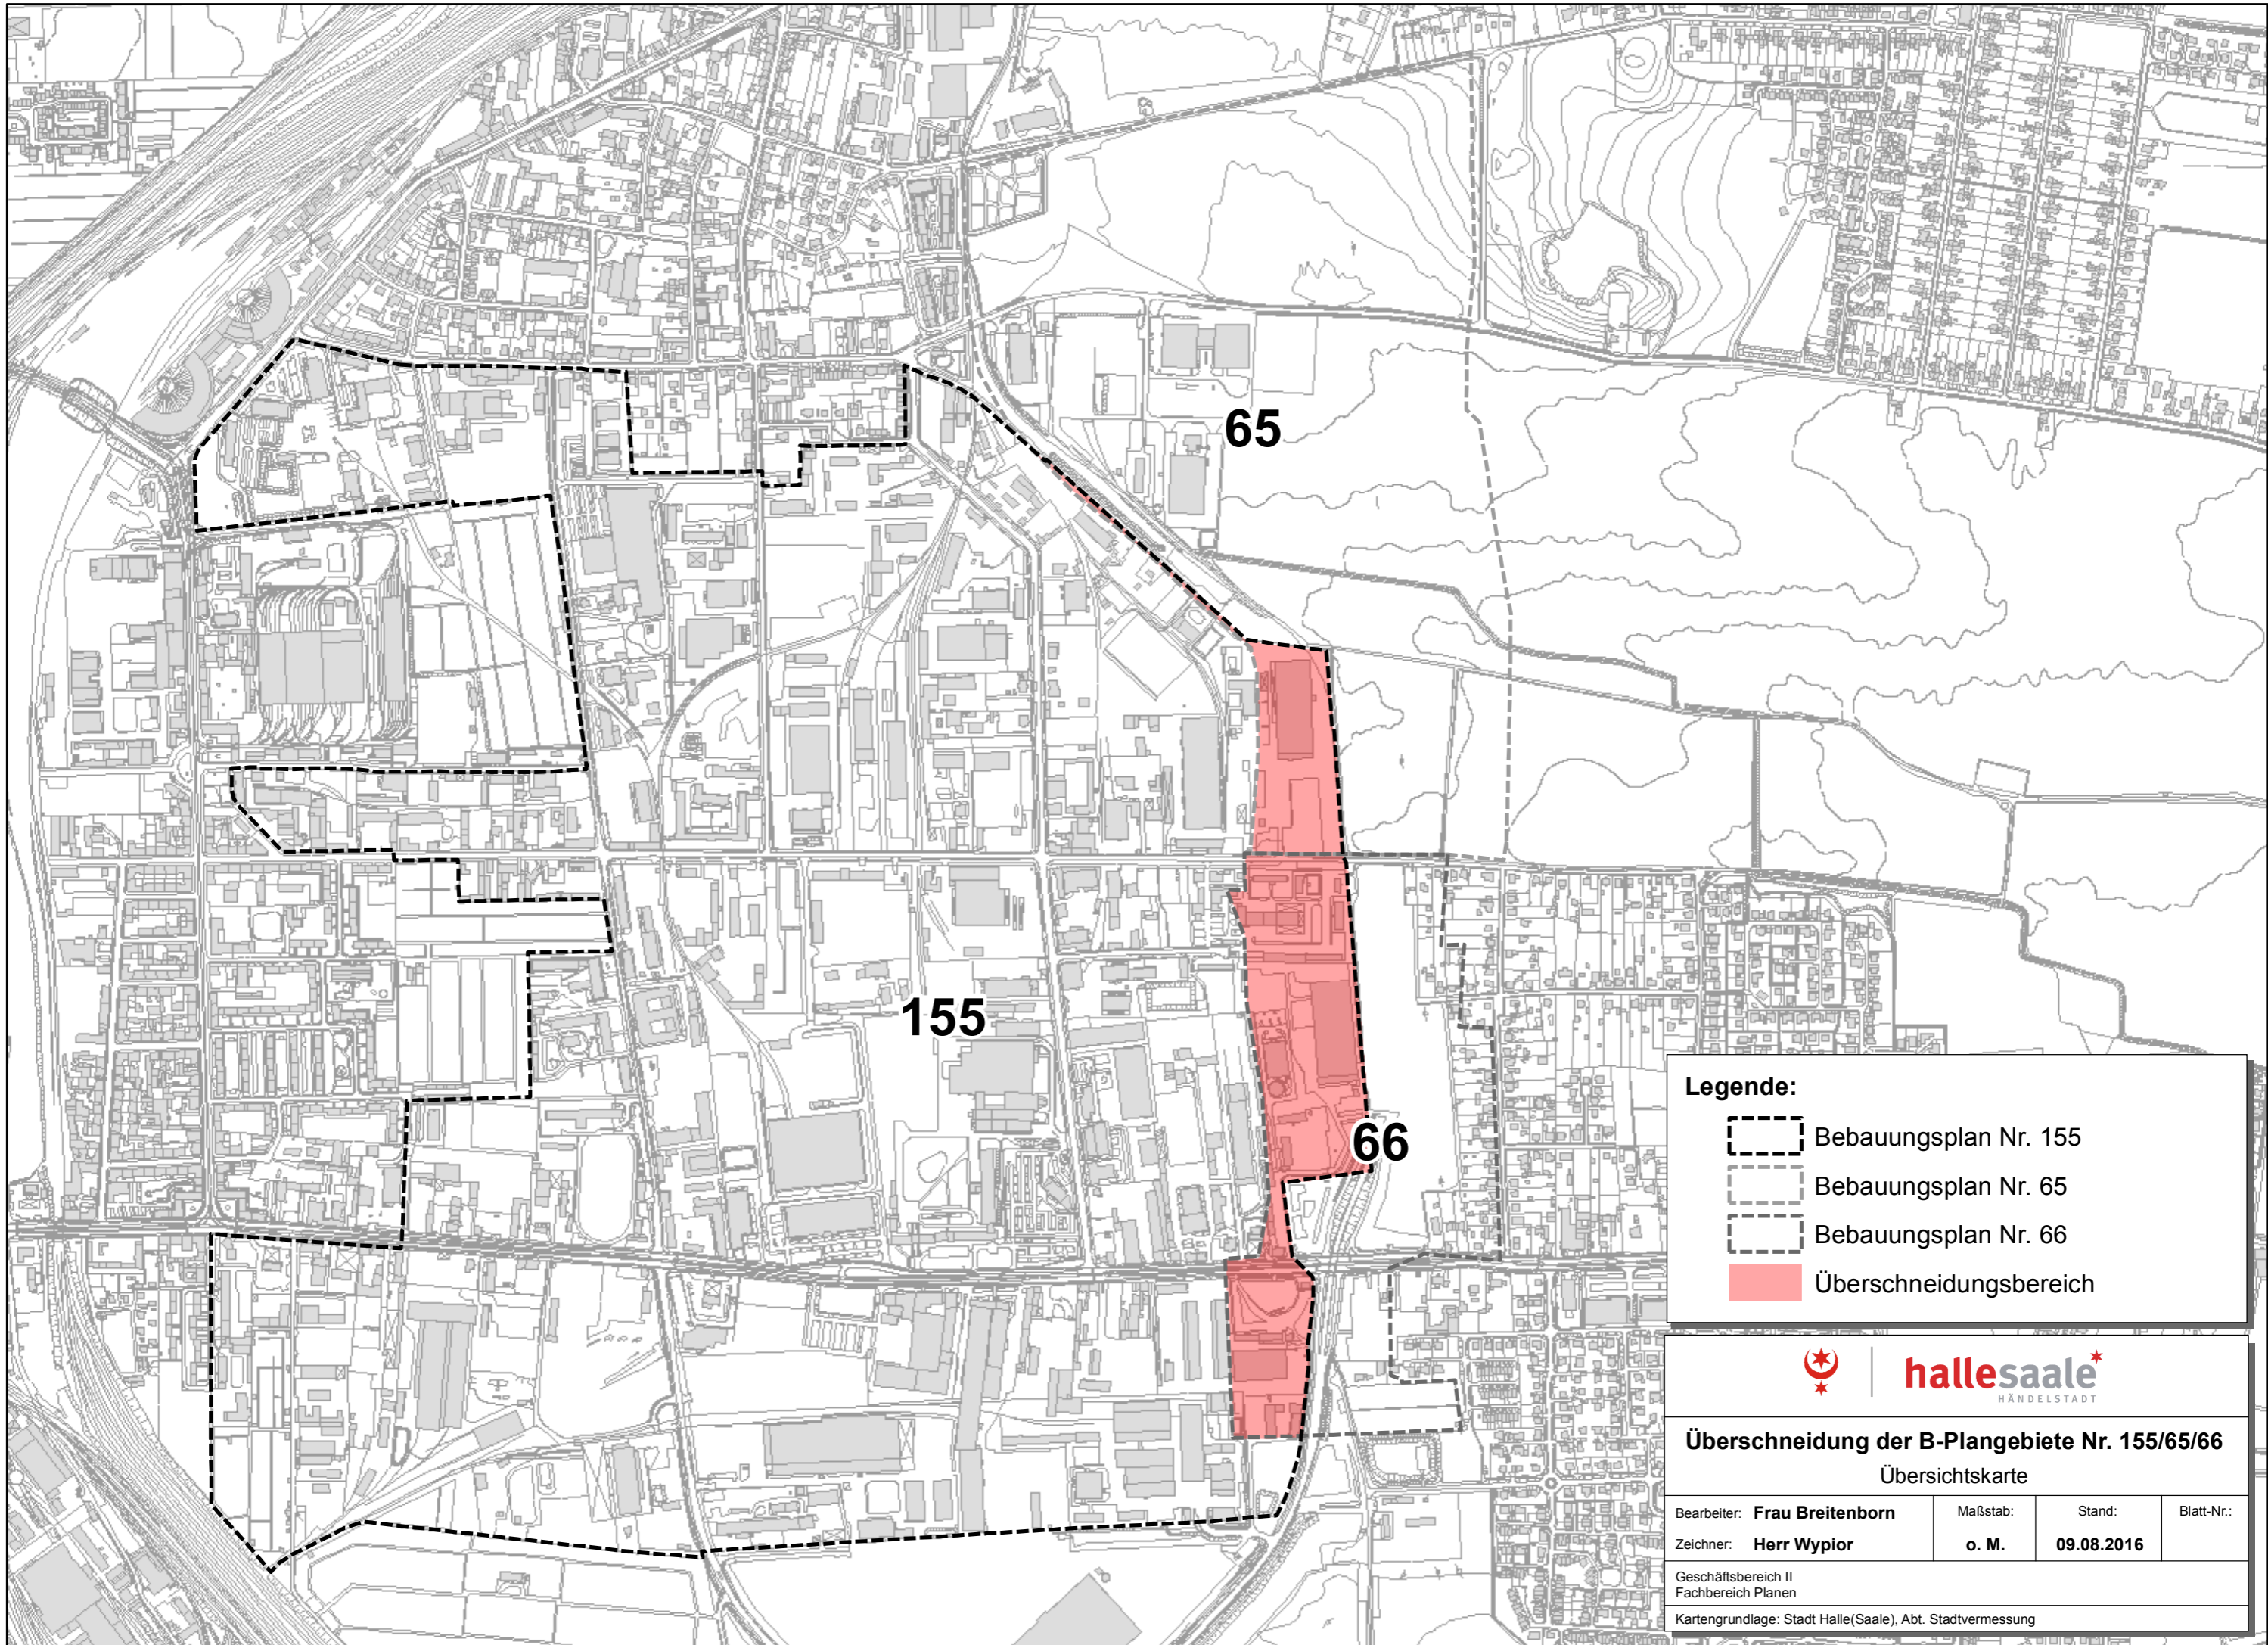 65
155
66
Legende:
Bebauungsplan Nr. 155
Bebauungsplan Nr. 65
Bebauungsplan Nr. 66
Überschneidungsbereich
hallesaale*
HÄNDELSTADT
Überschneidung der B-Plangebiete Nr. 155/65/66
Übersichtskarte
Bearbeiter: Frau Breitenborn
Zeichner: Herr Wypior
Maßstab:
o. M.
Stand:
09.08.2016
Blatt-Nr.:
Geschäftsbereich II
Fachbereich Planen
Kartengrundlage: Stadt Halle(Saale), Abt. Stadtvermessung